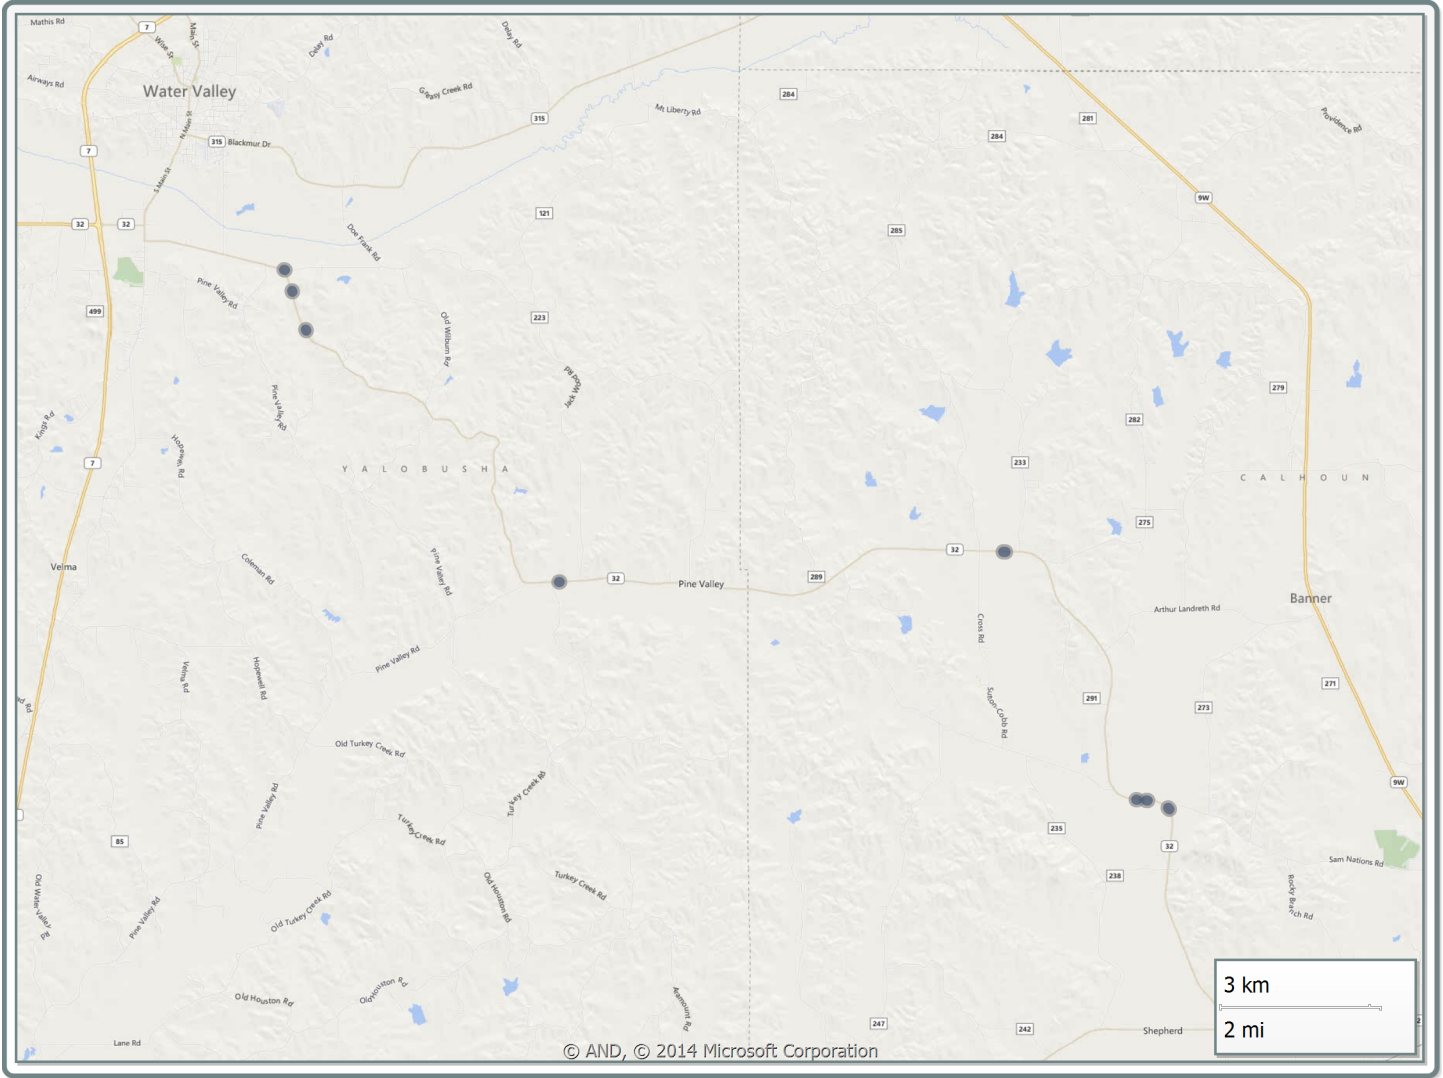 Mathis Rd
7
Wise St
Main St
Delay Rd
Delay Rd
Airways Rd
Water Valley
Greasy Creek Rd
284
Mt Liberty Rd
315
281
Providence Rd
N Main St
315
Blackmur Dr
284
7
S Main St
9W
121
32
32
285
Doe Frank Rd
Pine Valley Rd
499
223
Old Wilburn Rd
Jack Wood Rd
279
Pine Valley Rd
Kings Rd
282
Hopewell Rd
7
YALOBUSHA
233
CALHOUN
275
Velma
Coleman Rd
Pine Valley Rd
32
Pine Valley
289
32
Banner
Arthur Landreth Rd
Cross Rd
Pine Valley Rd
Velma Rd
Hopewell Rd
271
291
273
Suton-Cobb Rd
Old Turkey Creek Rd
Turkey Creek Rd
9W
Pine Valley Rd
Turkey Creek Rd
235
85
32
Sam Nations Rd
238
Old Water Valley Rd
Old Houston Rd
Turkey Creek Rd
Rocky Branch Rd
Pine Valley Rd
Old Turkey Creek Rd
Old Houston Rd
Old Houston Rd
Aramount Rd
3 km
247
242
Shepherd
2 mi
Lane Rd
© AND, © 2014 Microsoft Corporation